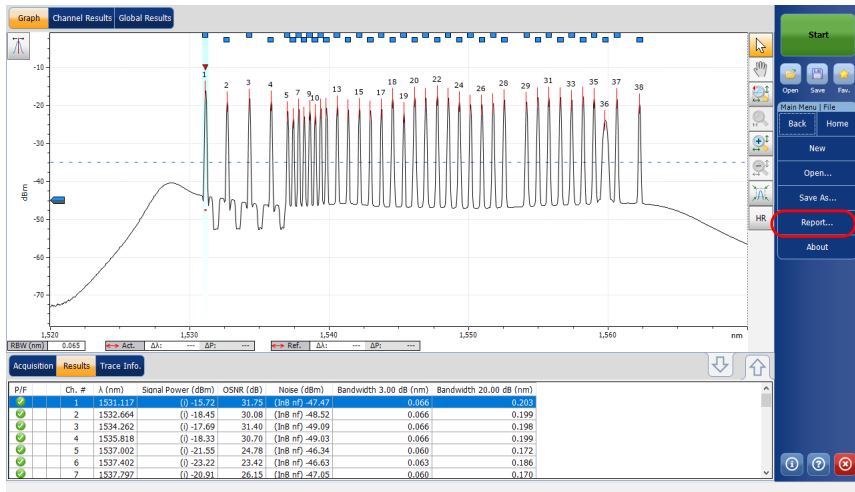 Graph Channel Results Global Results
Start
Open Save Fav.
Main Menu | File
Back Home
New
Open...
Save As...
Report...
About
-10
-20
-30
-40
-50
-60
-70
dBm
1 2 3 4 5 7 9 10 13 15 17 18 19 20 22 24 26 28 29 31 33 35 36 37 38
HR
1,520 1,530 1,540 1,550 1,560 nm
RBW (nm) 0.065 Act. Δλ: --- ΔP: --- Ref. Δλ: --- ΔP: ---
Acquisition Results Trace Info.
P/F Ch. # λ (nm) Signal Power (dBm) OSNR (dB) Noise (dBm) Bandwidth 3.00 dB (nm) Bandwidth 20.00 dB (nm)
1 1531.117 (i) -15.72 31.75 (InB nf) -47.47 0.066 0.203
2 1532.664 (i) -18.45 30.08 (InB nf) -48.52 0.066 0.199
3 1534.262 (i) -17.69 31.40 (InB nf) -49.09 0.066 0.199
4 1535.818 (i) -18.33 30.70 (InB nf) -49.03 0.066 0.198
5 1537.002 (i) -21.55 24.78 (InB nf) -46.34 0.060 0.172
6 1537.402 (i) -23.22 23.42 (InB nf) -46.63 0.063 0.186
7 1537.797 (i) -20.91 26.15 (InB nf) -47.05 0.060 0.170